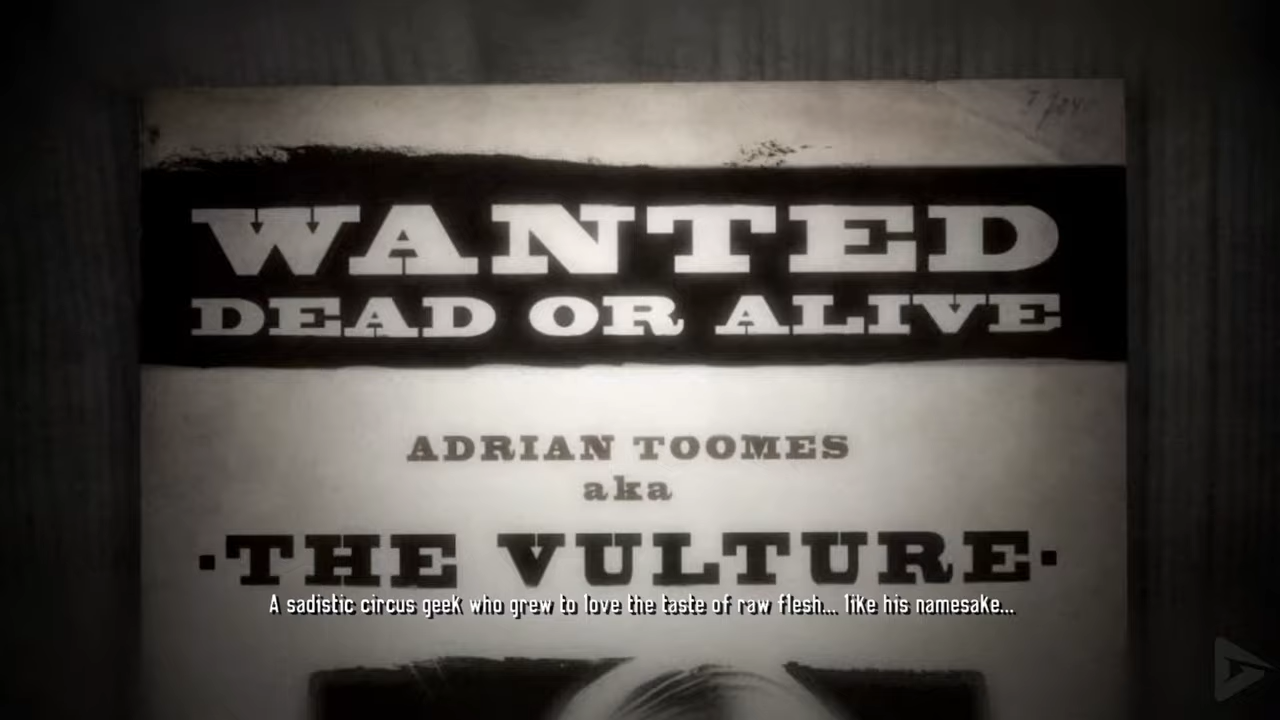 WANTED
DEAD OR ALIVE
ADRIAN TOOMES
aka
·THE VULTURE·
A sadistic circus geek who grew to love the taste of raw flesh... like his namesake...